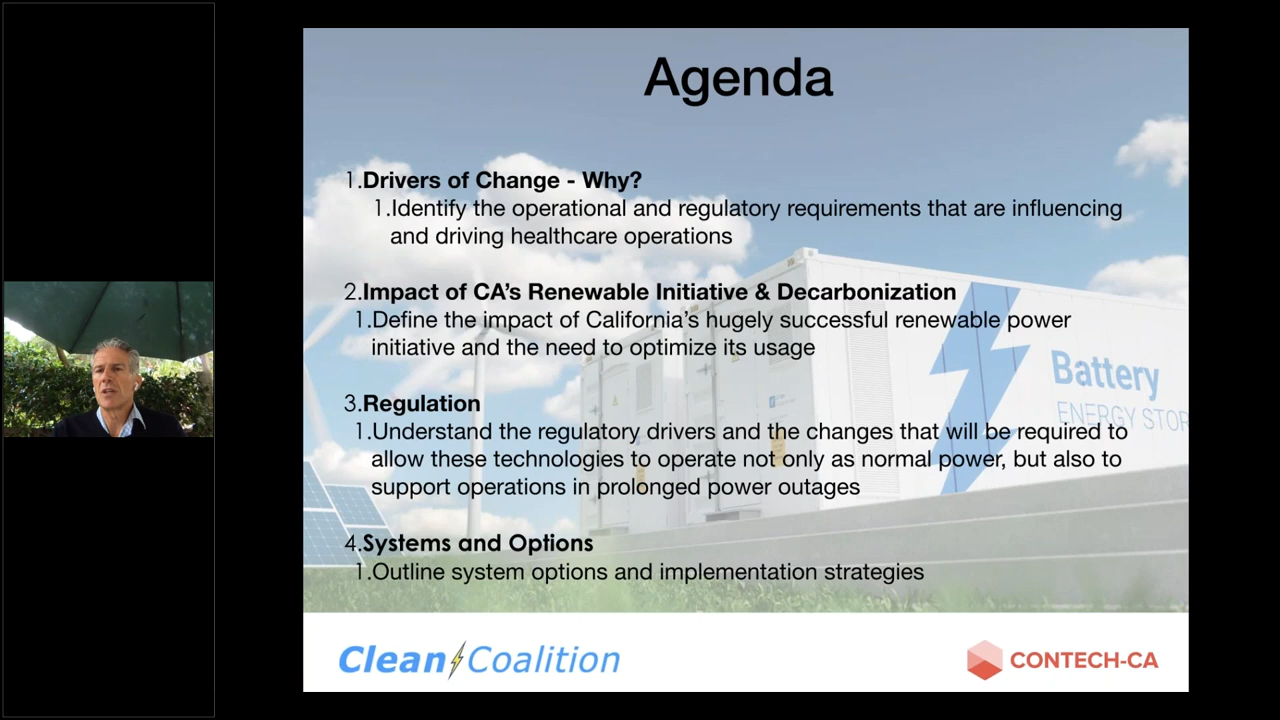 Agenda
1.Drivers of Change - Why?
1.Identify the operational and regulatory requirements that are influencing
and driving healthcare operations
2.Impact of CA's Renewable Initiative & Decarbonization
1.Define the impact of California's hugely successful renewable power
initiative and the need to optimize its usage
Battery
ENERGY STOR
3.Regulation
1.Understand the regulatory drivers and the changes that will be required to
allow these technologies to operate not only as normal power, but also to
support operations in prolonged power outages
4.Systems and Options
1.Outline system options and implementation strategies
Clean Coalition
CONTECH-CA